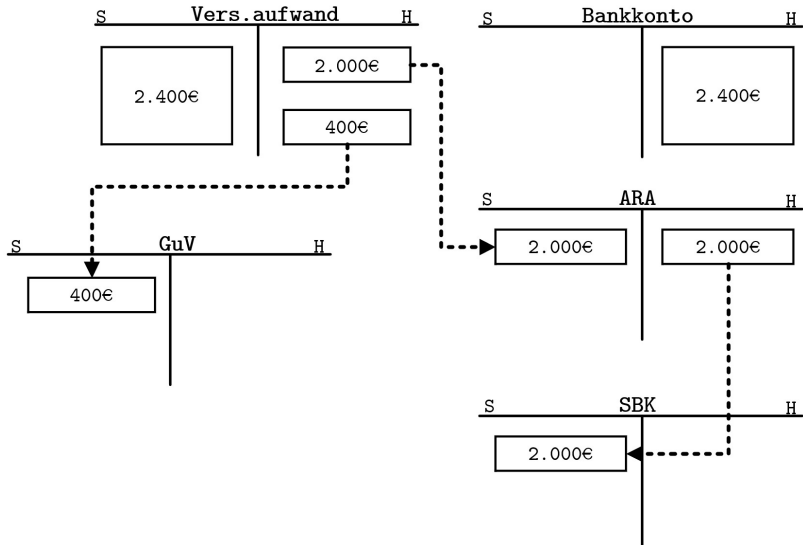 S Vers.aufwand H
2.400€ 2.000€
400€
S Bankkonto H
2.400€
S ARA H
2.000€ 2.000€
S GuV H
400€
S SBK H
2.000€